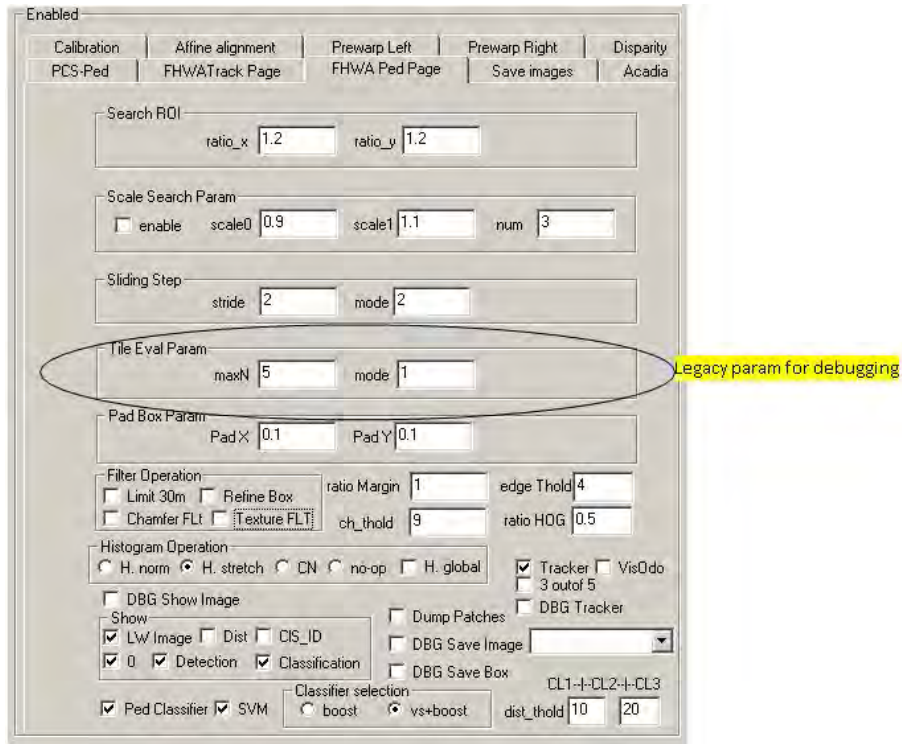 Enabled
Calibration Affine alignment Prewarp Left Prewarp Right Disparity
PCS-Ped FHWATrack Page FHWA Ped Page Save images Acadia
Search ROI
ratio_x 1.2 ratio_y 1.2
Scale Search Param
enable scale0 0.9 scale1 1.1 num 3
Sliding Step
stride 2 mode 2
Tile Eval Param
maxN 5 mode 1
Legacy param for debugging
Pad Box Param
Pad X 0.1 Pad Y 0.1
Filter Operation
Limit 30m Refine Box ratio Margin 1 edge Thold 4
Chamfer FLt Texture FLT ch_thold 9 ratio HOG 0.5
Histogram Operation
H. norm H. stretch CN no-op H. global Tracker VisOdo
3 outof 5
DBG Show Image DBG Tracker
Show Dump Patches
LW Image Dist CIS_ID DBG Save Image
0 Detection Classification DBG Save Box
Classifier selection CL1-|-CL2-|-CL3
Ped Classifier SVM boost vs+boost dist_thold 10 20